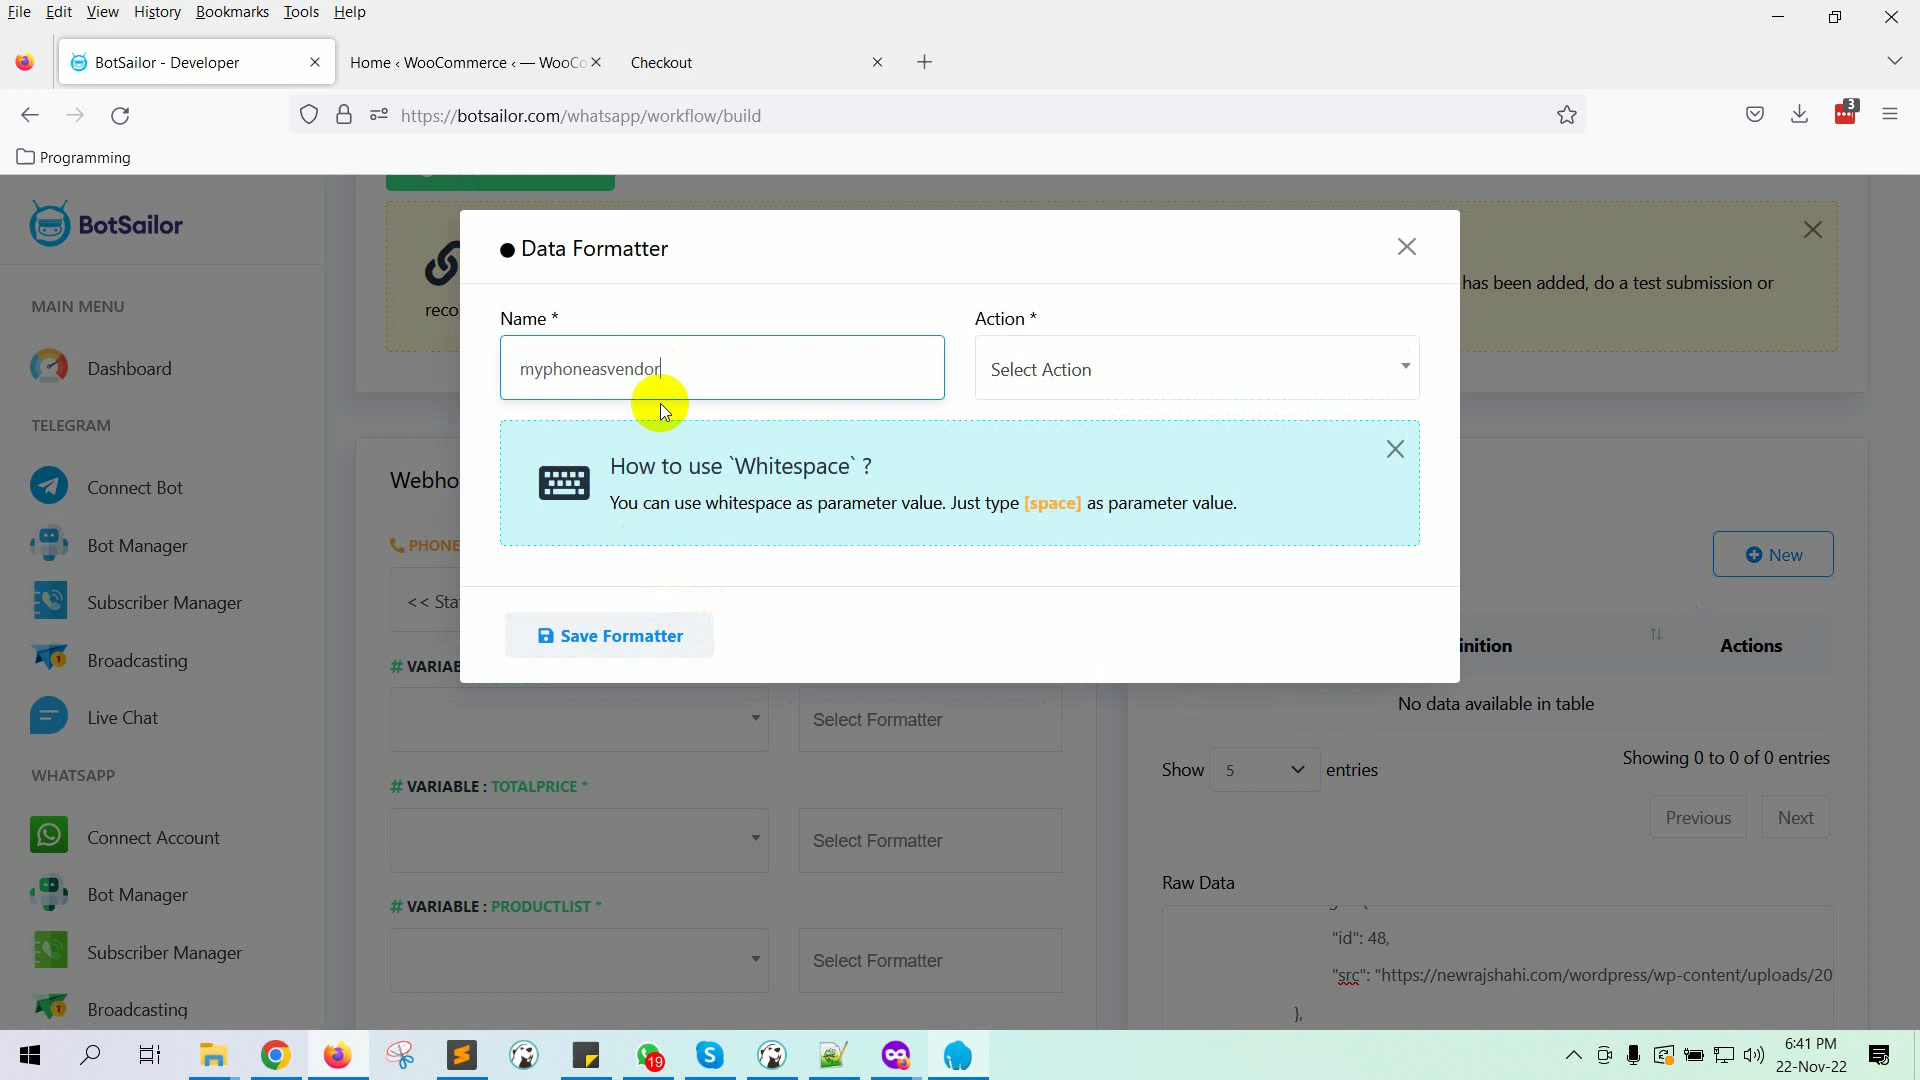 File Edit View History Bookmarks Tools Help
BotSailor - Developer
Home ‹ WooCommerce ‹ — WooCo
Checkout
https://botsailor.com/whatsapp/workflow/build
3
Programming
BotSailor
MAIN MENU
Dashboard
TELEGRAM
Connect Bot
Bot Manager
Subscriber Manager
Broadcasting
Live Chat
WHATSAPP
Connect Account
Bot Manager
Subscriber Manager
Broadcasting
has been added, do a test submission or
reco
Data Formatter
Name *
Action *
myphoneasvendor
Select Action
How to use `Whitespace` ?
You can use whitespace as parameter value. Just type [space] as parameter value.
Save Formatter
Webho
PHONE
<< Sta
# VARIABLE
Select Formatter
# VARIABLE : TOTALPRICE *
Select Formatter
# VARIABLE : PRODUCTLIST *
Select Formatter
New
inition
Actions
No data available in table
Show 5 entries
Showing 0 to 0 of 0 entries
Previous
Next
Raw Data
"id": 48,
"src": "https://newrajshahi.com/wordpress/wp-content/uploads/20
},
19
6:41 PM
22-Nov-22